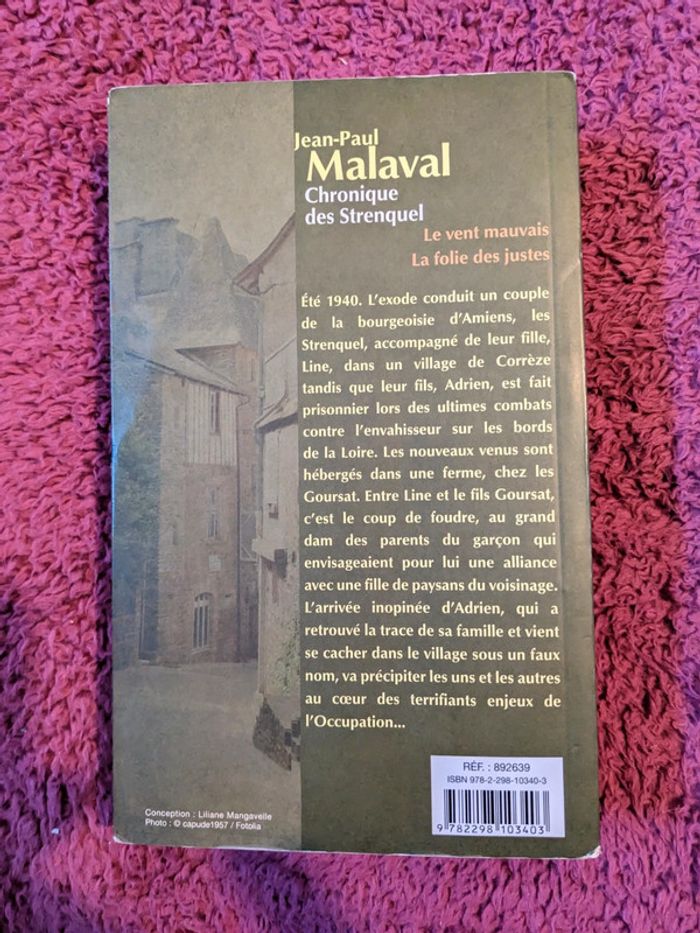 Jean-Paul
Malaval
Chronique
des Strenquel
Le vent mauvais
La folie des justes
Été 1940. L'exode conduit un couple
de la bourgeoisie d'Amiens, les
Strenquel, accompagné de leur fille,
Line, dans un village de Corrèze
tandis que leur fils, Adrien, est fait
prisonnier lors des ultimes combats
contre l'envahisseur sur les bords
de la Loire. Les nouveaux venus sont
hébergés dans une ferme, chez les
Goursat. Entre Line et le fils Goursat,
c'est le coup de foudre, au grand
dam des parents du garçon qui
envisageaient pour lui une alliance
avec une fille de paysans du voisinage.
L'arrivée inopinée d'Adrien, qui a
retrouvé la trace de sa famille et vient
se cacher dans le village sous un faux
nom, va précipiter les uns et les autres
au cœur des terrifiants enjeux de
l'Occupation...
RÉF. : 892639
ISBN 978-2-298-10340-3
9 782298 103403
Conception : Liliane Mangavelle
Photo : © capude1957 / Fotolia